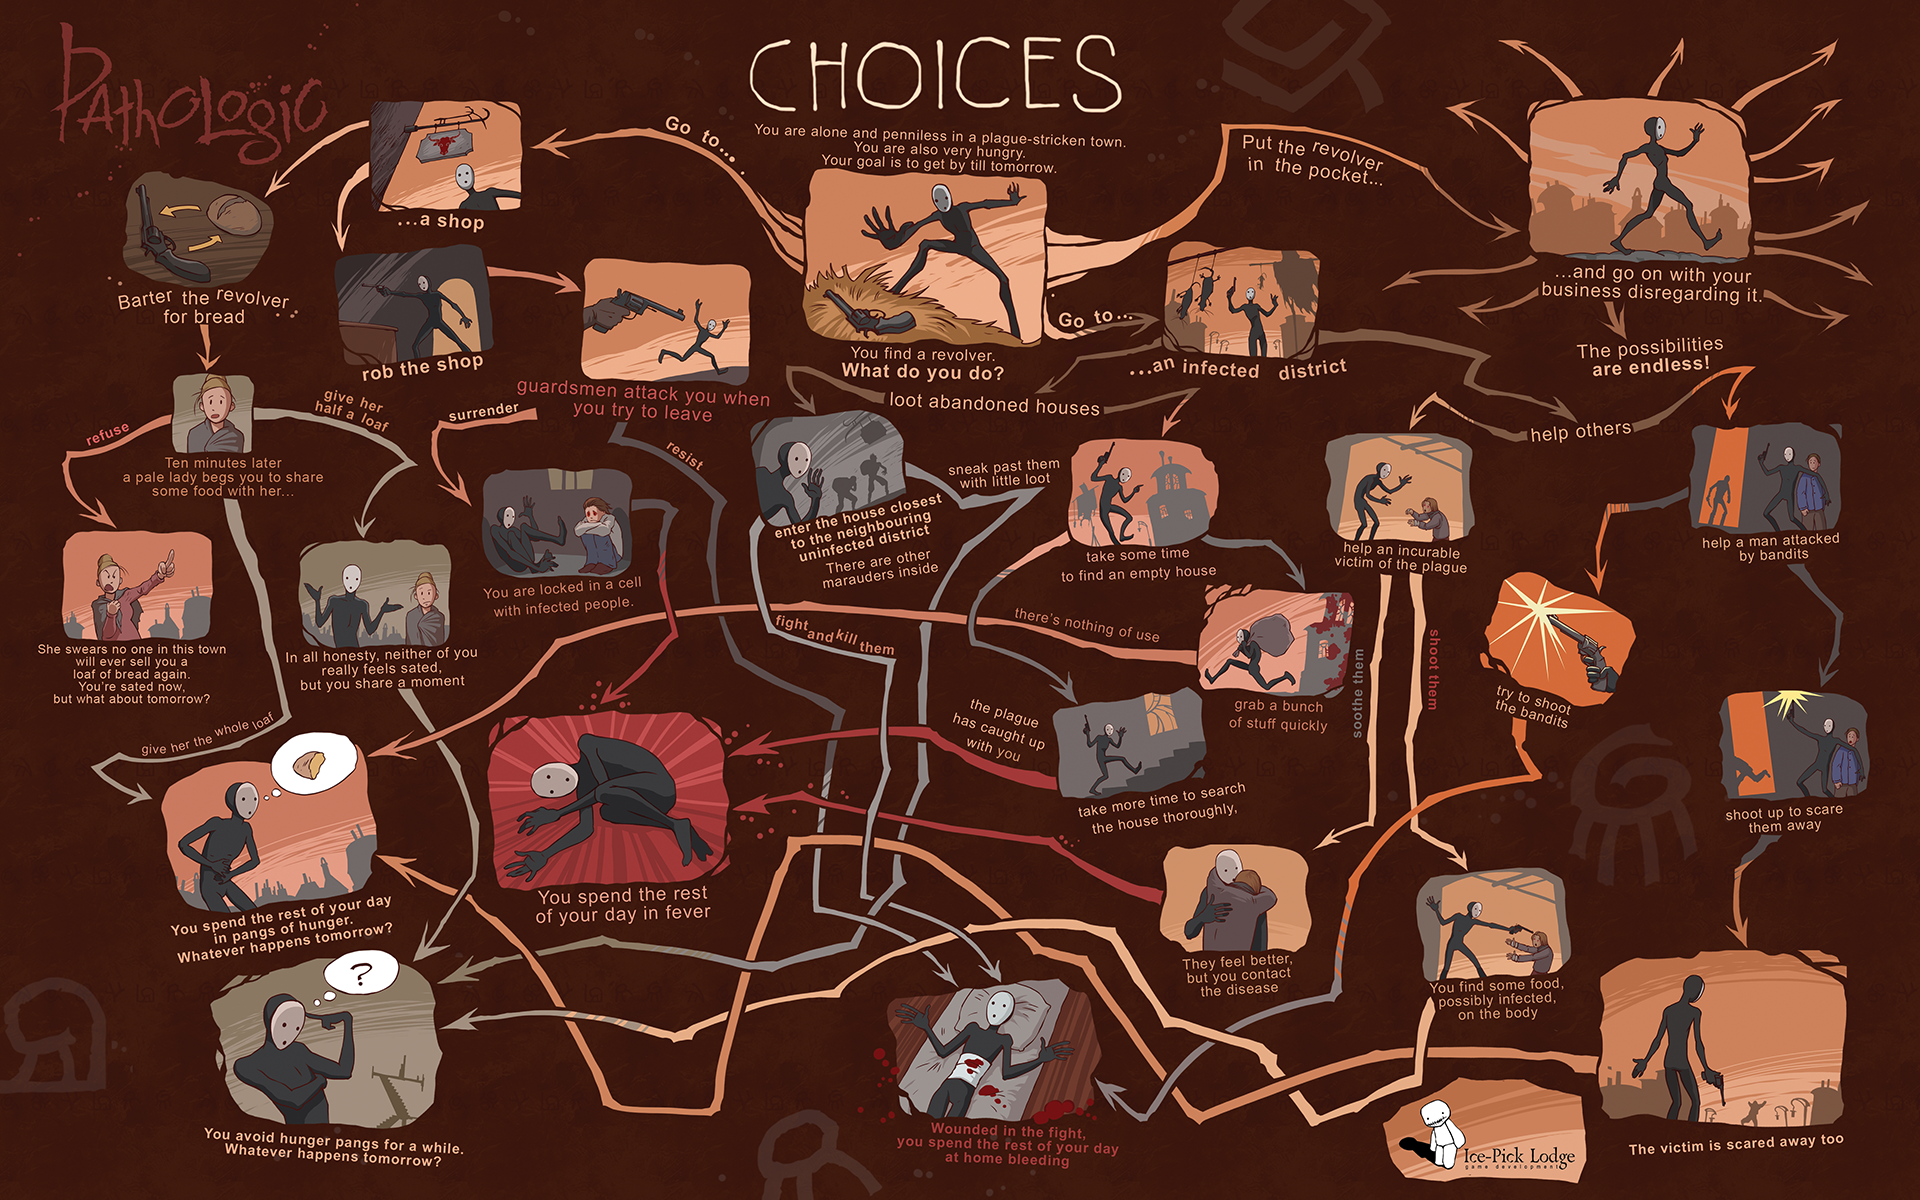 PathoLogic
CHOICES
You are alone and penniless in a plague-stricken town.
You are also very hungry.
Your goal is to get by till tomorrow.
You find a revolver.
What do you do?
Go to...
...a shop
Barter the revolver
for bread
rob the shop
guardsmen attack you when
you try to leave
Put the revolver
in the pocket...
...and go on with your
business disregarding it.
The possibilities
are endless!
Go to...
...an infected district
loot abandoned houses
help others
refuse
give her
half a loaf
Ten minutes later
a pale lady begs you to share
some food with her...
surrender
resist
She swears no one in this town
will ever sell you a
loaf of bread again.
You're sated now,
but what about tomorrow?
In all honesty, neither of you
really feels sated,
but you share a moment
give her the whole loaf
You are locked in a cell
with infected people.
enter the house closest
to the neighbouring
uninfected district
There are other
marauders inside
sneak past them
with little loot
fight and kill them
take some time
to find an empty house
there's nothing of use
grab a bunch
of stuff quickly
the plague
has caught up
with you
take more time to search
the house thoroughly,
help an incurable
victim of the plague
soothe them
shoot them
help a man attacked
by bandits
try to shoot
the bandits
shoot up to scare
them away
You spend the rest of your day
in pangs of hunger.
Whatever happens tomorrow?
You spend the rest
of your day in fever
They feel better,
but you contact
the disease
You find some food,
possibly infected,
on the body
?
You avoid hunger pangs for a while.
Whatever happens tomorrow?
Wounded in the fight,
you spend the rest of your day
at home bleeding
The victim is scared away too
Ice-Pick Lodge
game development